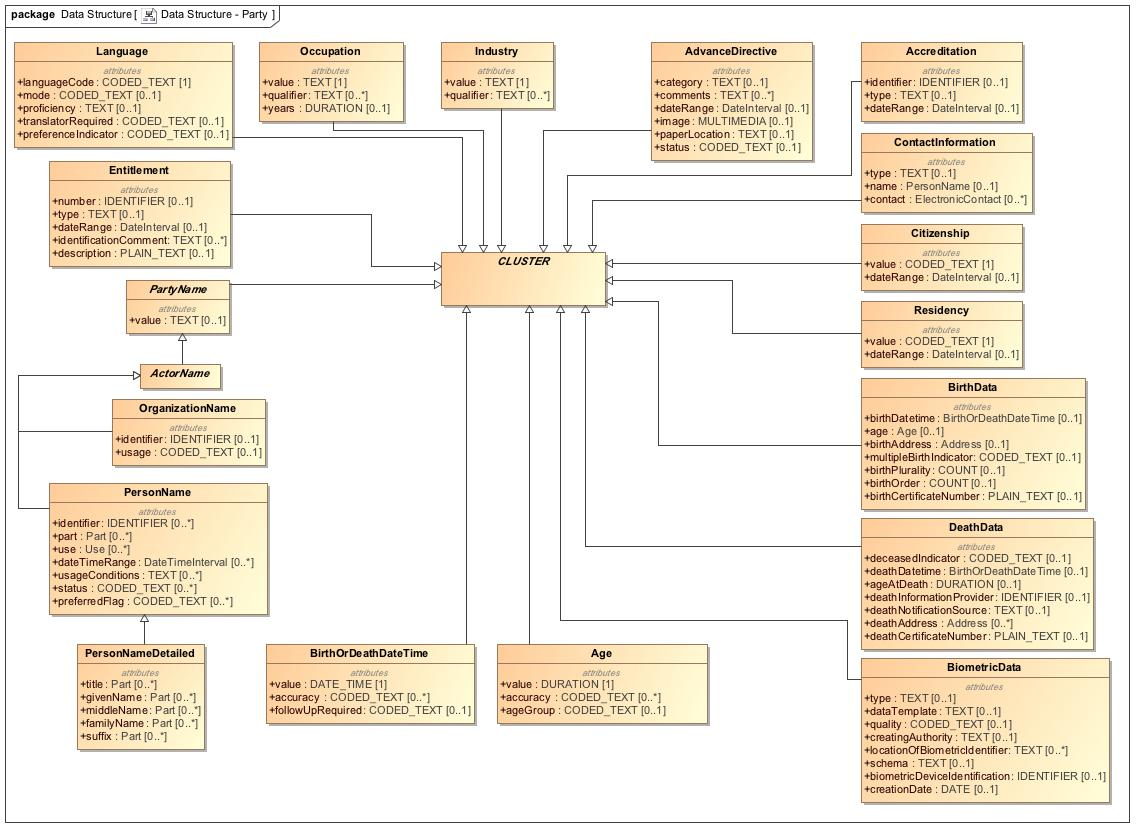 package Data Structure [ Data Structure - Party ]
Language
attributes
+languageCode : CODED_TEXT [1]
+mode : CODED_TEXT [0..1]
+proficiency : TEXT [0..1]
+translatorRequired : CODED_TEXT [0..1]
+preferenceIndicator : CODED_TEXT [0..1]
Occupation
attributes
+value : TEXT [1]
+qualifier : TEXT [0..*]
+years : DURATION [0..1]
Industry
attributes
+value : TEXT [1]
+qualifier : TEXT [0..*]
AdvanceDirective
attributes
+category : TEXT [0..1]
+comments : TEXT [0..*]
+dateRange : DateInterval [0..1]
+image : MULTIMEDIA [0..1]
+paperLocation : TEXT [0..1]
+status : CODED_TEXT [0..1]
Accreditation
attributes
+identifier : IDENTIFIER [0..1]
+type : TEXT [0..1]
+dateRange : DateInterval [0..1]
ContactInformation
attributes
+type : TEXT [0..1]
+name : PersonName [0..1]
+contact : ElectronicContact [0..*]
Entitlement
attributes
+number : IDENTIFIER [0..1]
+type : TEXT [0..1]
+dateRange : DateInterval [0..1]
+identificationComment : TEXT [0..*]
+description : PLAIN_TEXT [0..1]
CLUSTER
Citizenship
attributes
+value : CODED_TEXT [1]
+dateRange : DateInterval [0..1]
PartyName
attributes
+value : TEXT [0..1]
Residency
attributes
+value : CODED_TEXT [1]
+dateRange : DateInterval [0..1]
ActorName
OrganizationName
attributes
+identifier : IDENTIFIER [0..1]
+usage : CODED_TEXT [0..1]
BirthData
attributes
+birthDatetime : BirthOrDeathDateTime [0..1]
+age : Age [0..1]
+birthAddress : Address [0..1]
+multipleBirthIndicator : CODED_TEXT [0..1]
+birthPlurality : COUNT [0..1]
+birthOrder : COUNT [0..1]
+birthCertificateNumber : PLAIN_TEXT [0..1]
PersonName
attributes
+identifier : IDENTIFIER [0..*]
+part : Part [0..*]
+use : Use [0..*]
+dateTimeRange : DateTimeInterval [0..*]
+usageConditions : TEXT [0..*]
+status : CODED_TEXT [0..*]
+preferredFlag : CODED_TEXT [0..*]
DeathData
attributes
+deceasedIndicator : CODED_TEXT [0..1]
+deathDatetime : BirthOrDeathDateTime [0..1]
+ageAtDeath : DURATION [0..1]
+deathInformationProvider : IDENTIFIER [0..1]
+deathNotificationSource : TEXT [0..1]
+deathAddress : Address [0..*]
+deathCertificateNumber : PLAIN_TEXT [0..1]
PersonNameDetailed
attributes
+title : Part [0..*]
+givenName : Part [0..*]
+middleName : Part [0..*]
+familyName : Part [0..*]
+suffix : Part [0..*]
BirthOrDeathDateTime
attributes
+value : DATE_TIME [1]
+accuracy : CODED_TEXT [0..*]
+followUpRequired : CODED_TEXT [0..1]
Age
attributes
+value : DURATION [1]
+accuracy : CODED_TEXT [0..*]
+ageGroup : CODED_TEXT [0..1]
BiometricData
attributes
+type : TEXT [0..1]
+dataTemplate : TEXT [0..1]
+quality : CODED_TEXT [0..1]
+creatingAuthority : TEXT [0..1]
+locationOfBiometricIdentifier : TEXT [0..*]
+schema : TEXT [0..1]
+biometricDeviceIdentification : IDENTIFIER [0..1]
+creationDate : DATE [0..1]